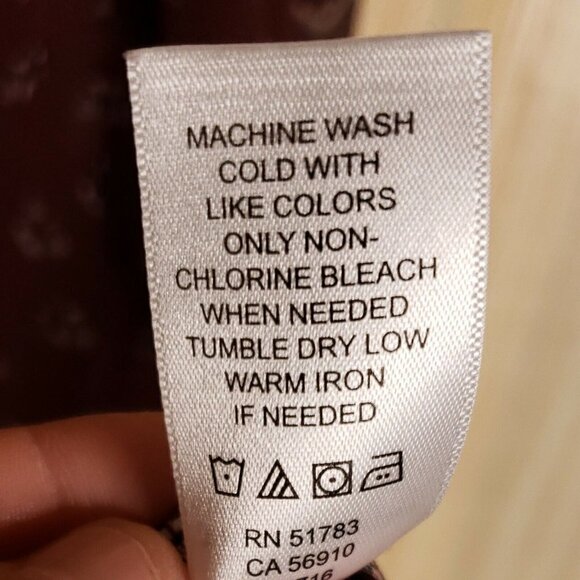 MACHINE WASH
COLD WITH
LIKE COLORS
ONLY NON-
CHLORINE BLEACH
WHEN NEEDED
TUMBLE DRY LOW
WARM IRON
IF NEEDED
RN 51783
CA 56910